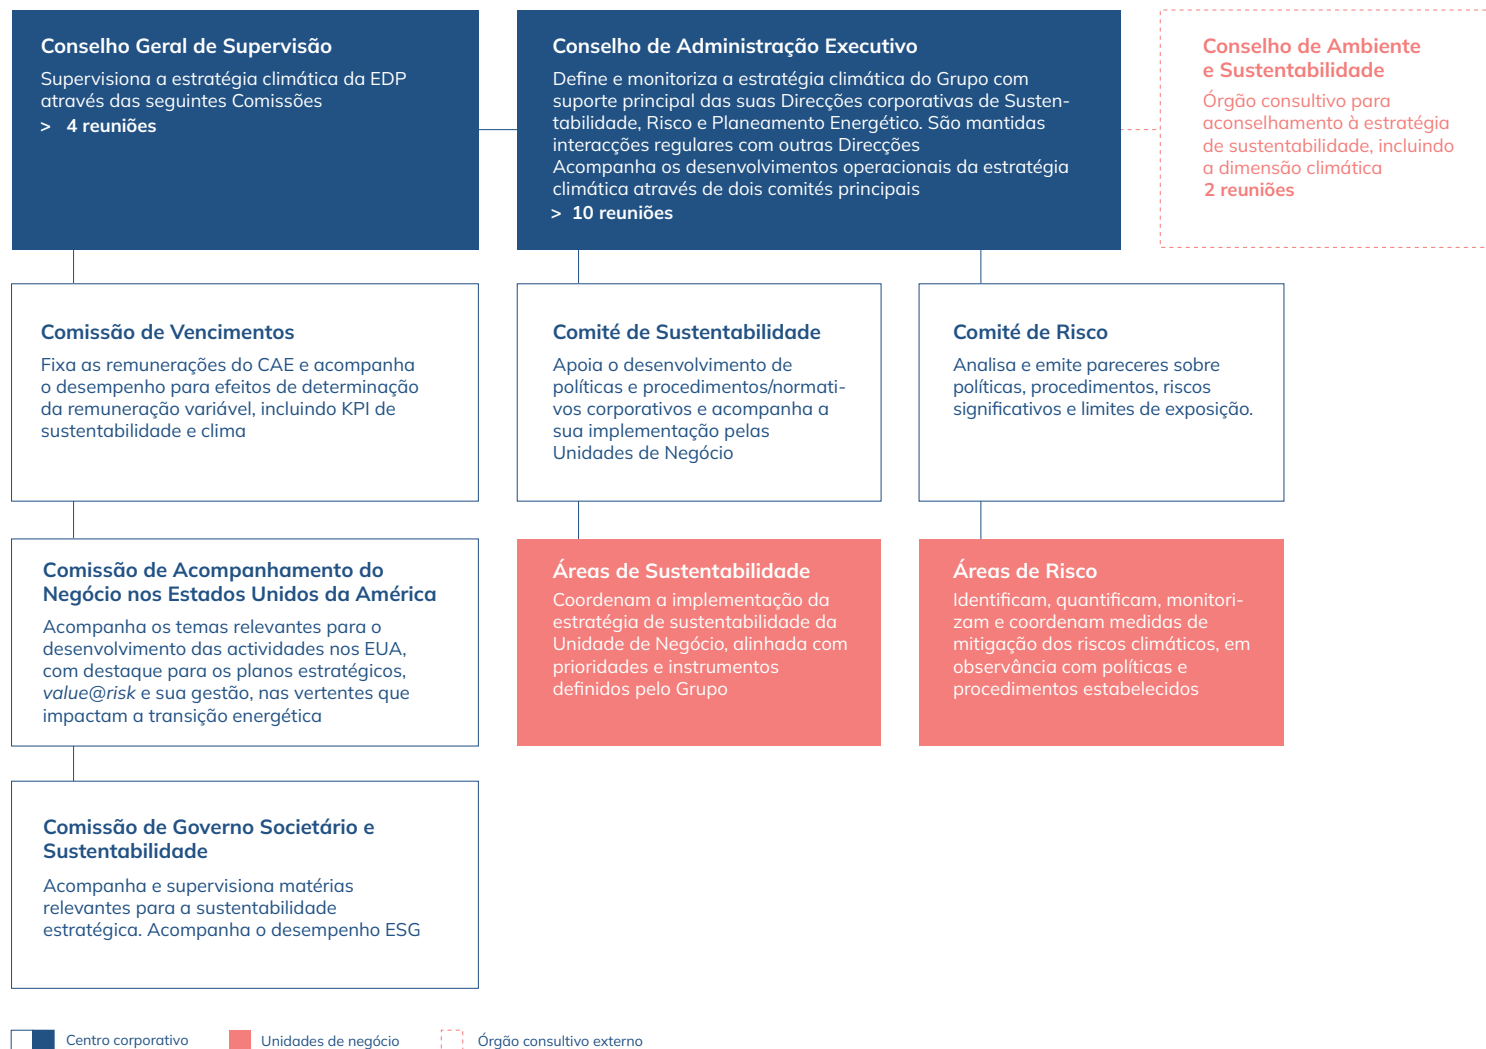 Conselho Geral de Supervisão
Supervisiona a estratégia climática da EDP
através das seguintes Comissões
> 4 reuniões
Conselho de Administração Executivo
Define e monitoriza a estratégia climática do Grupo com
suporte principal das suas Direcções corporativas de Susten-
tabilidade, Risco e Planeamento Energético. São mantidas
interacções regulares com outras Direcções
Acompanha os desenvolvimentos operacionais da estratégia
climática através de dois comités principais
> 10 reuniões
Conselho de Ambiente
e Sustentabilidade
Órgão consultivo para
aconselhamento à estratégia
de sustentabilidade, incluindo
a dimensão climática
2 reuniões
Comissão de Vencimentos
Fixa as remunerações do CAE e acompanha
o desempenho para efeitos de determinação
da remuneração variável, incluindo KPI de
sustentabilidade e clima
Comité de Sustentabilidade
Apoia o desenvolvimento de
políticas e procedimentos/normati-
vos corporativos e acompanha a
sua implementação pelas
Unidades de Negócio
Comité de Risco
Analisa e emite pareceres sobre
políticas, procedimentos, riscos
significativos e limites de exposição.
Comissão de Acompanhamento do
Negócio nos Estados Unidos da América
Acompanha os temas relevantes para o
desenvolvimento das actividades nos EUA,
com destaque para os planos estratégicos,
value@risk e sua gestão, nas vertentes que
impactam a transição energética
Áreas de Sustentabilidade
Coordenam a implementação da
estratégia de sustentabilidade da
Unidade de Negócio, alinhada com
prioridades e instrumentos
definidos pelo Grupo
Áreas de Risco
Identificam, quantificam, monitori-
zam e coordenam medidas de
mitigação dos riscos climáticos, em
observância com políticas e
procedimentos estabelecidos
Comissão de Governo Societário e
Sustentabilidade
Acompanha e supervisiona matérias
relevantes para a sustentabilidade
estratégica. Acompanha o desempenho ESG
Centro corporativo
Unidades de negócio
Órgão consultivo externo